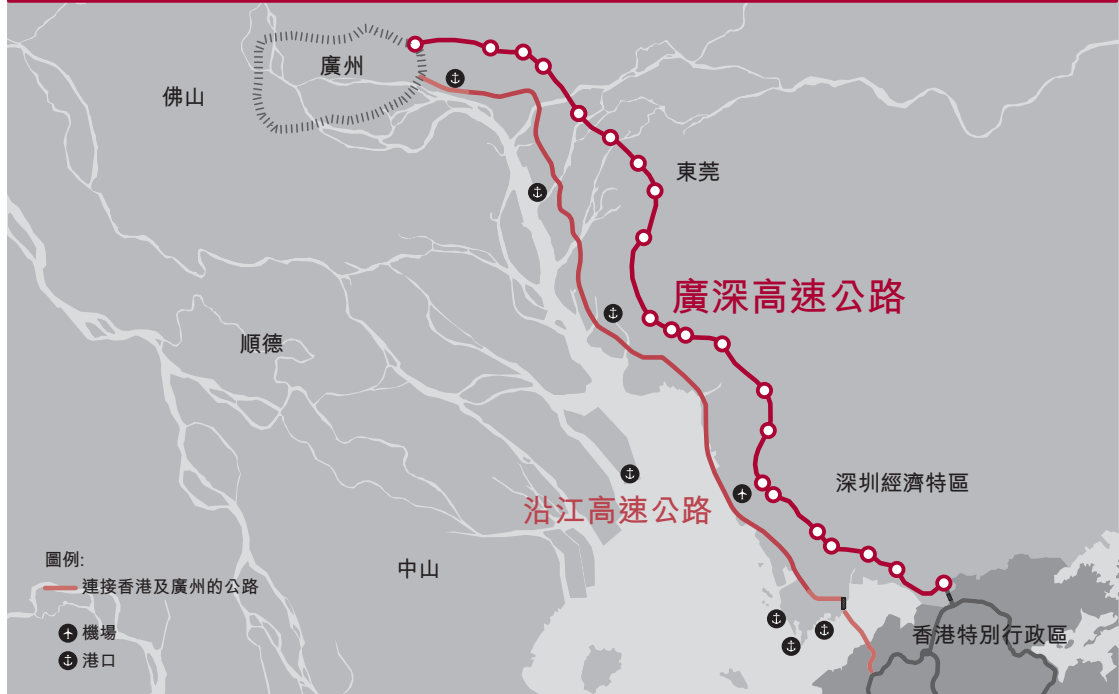 廣州
佛山
東莞
廣深高速公路
順德
深圳經濟特區
沿江高速公路
中山
圖例:
連接香港及廣州的公路
機場
港口
香港特別行政區